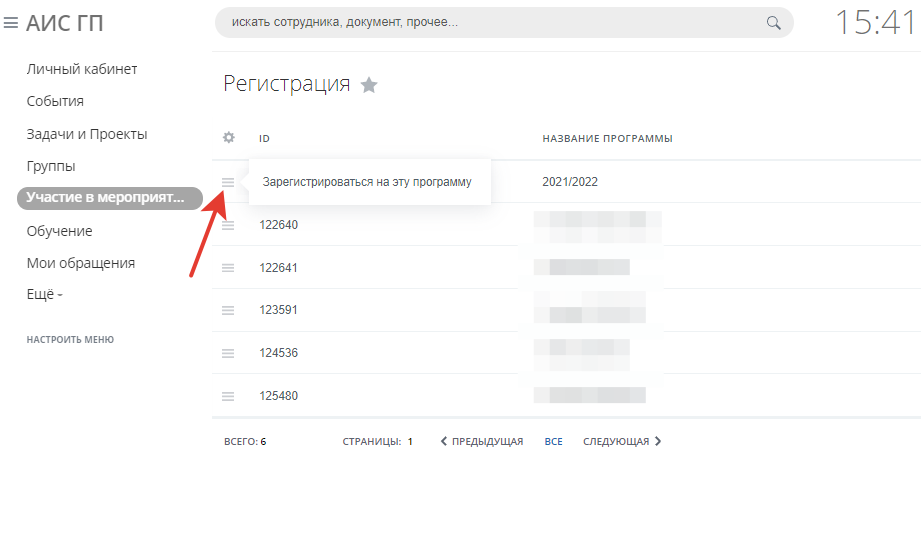 АИС ГП
искать сотрудника, документ, прочее...
15:41
Личный кабинет
События
Задачи и Проекты
Группы
Участие в мероприят...
Обучение
Мои обращения
Ещё
НАСТРОИТЬ МЕНЮ
Регистрация
ID НАЗВАНИЕ ПРОГРАММЫ
Зарегистрироваться на эту программу 2021/2022
122640
122641
123591
124536
125480
ВСЕГО: 6 СТРАНИЦЫ: 1 ПРЕДЫДУЩАЯ ВСЕ СЛЕДУЮЩАЯ